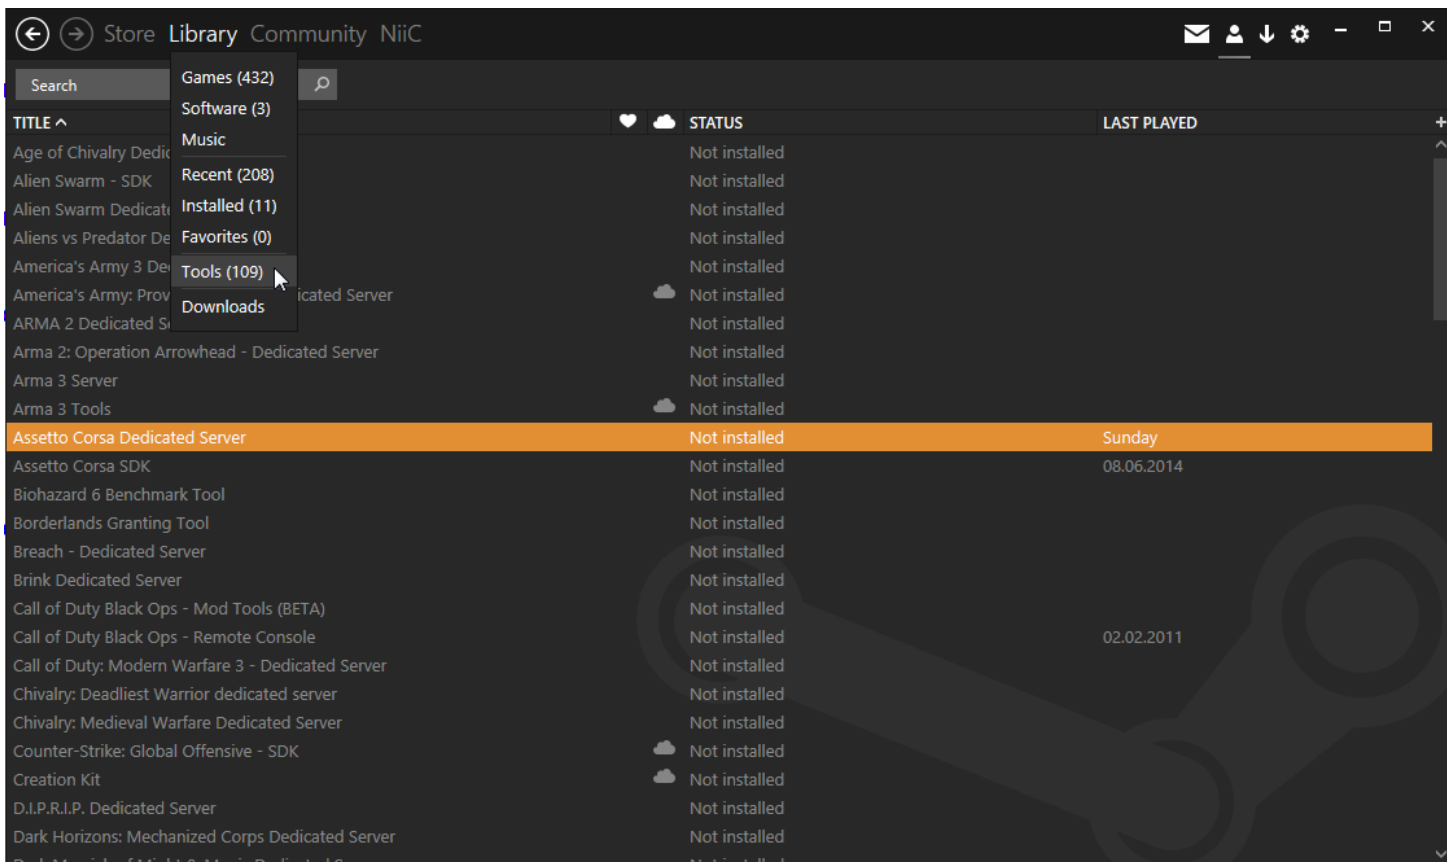 Store Library Community NiiC
Search
Games (432)
Software (3)
Music
Recent (208)
Installed (11)
Favorites (0)
Tools (109)
Downloads
TITLE STATUS LAST PLAYED +
Age of Chivalry Not installed
Alien Swarm - SDK Not installed
Alien Swarm Not installed
Aliens vs Predator Not installed
America's Army 3 Not installed
America's Army: Not installed
ARMA 2 Dedicated Not installed
Arma 2: Operation Arrowhead - Dedicated Server Not installed
Arma 3 Server Not installed
Arma 3 Tools Not installed
Assetto Corsa Dedicated Server Not installed Sunday
Assetto Corsa SDK Not installed 08.06.2014
Biohazard 6 Benchmark Tool Not installed
Borderlands Granting Tool Not installed
Breach - Dedicated Server Not installed
Brink Dedicated Server Not installed
Call of Duty Black Ops - Mod Tools (BETA) Not installed
Call of Duty Black Ops - Remote Console Not installed 02.02.2011
Call of Duty: Modern Warfare 3 - Dedicated Server Not installed
Chivalry: Deadliest Warrior dedicated server Not installed
Chivalry: Medieval Warfare Dedicated Server Not installed
Counter-Strike: Global Offensive - SDK Not installed
Creation Kit Not installed
D.I.P.R.I.P. Dedicated Server Not installed
Dark Horizons: Mechanized Corps Dedicated Server Not installed